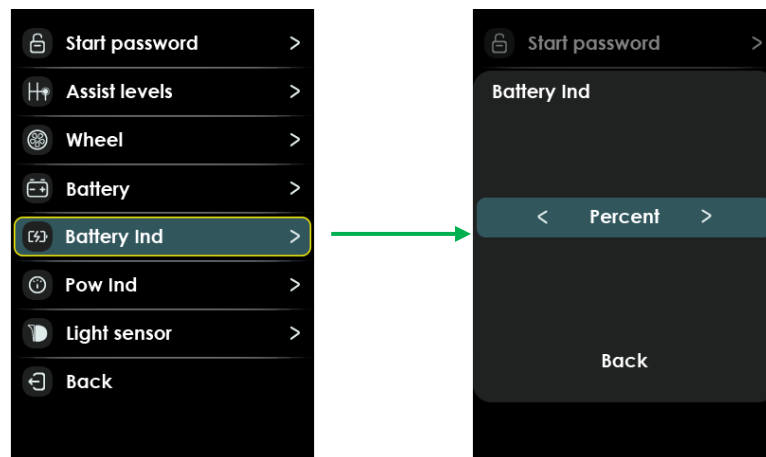 Start password >
Assist levels >
Wheel >
Battery >
Battery Ind >
Pow Ind >
Light sensor >
Back
Start password >
Battery Ind
< Percent >
Back